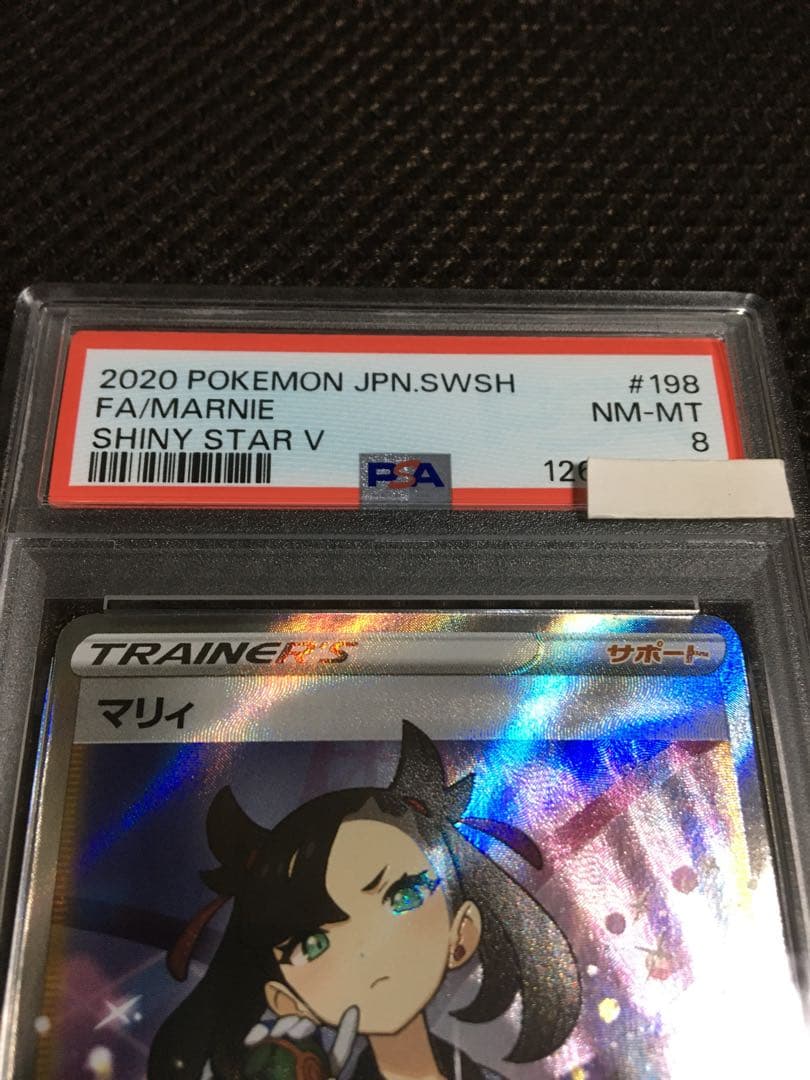 2020 POKEMON JPN.SWSH #198
FA/MARNIE NM-MT
SHINY STAR V 8
PSA 126
TRAINER'S サポート
マリィ